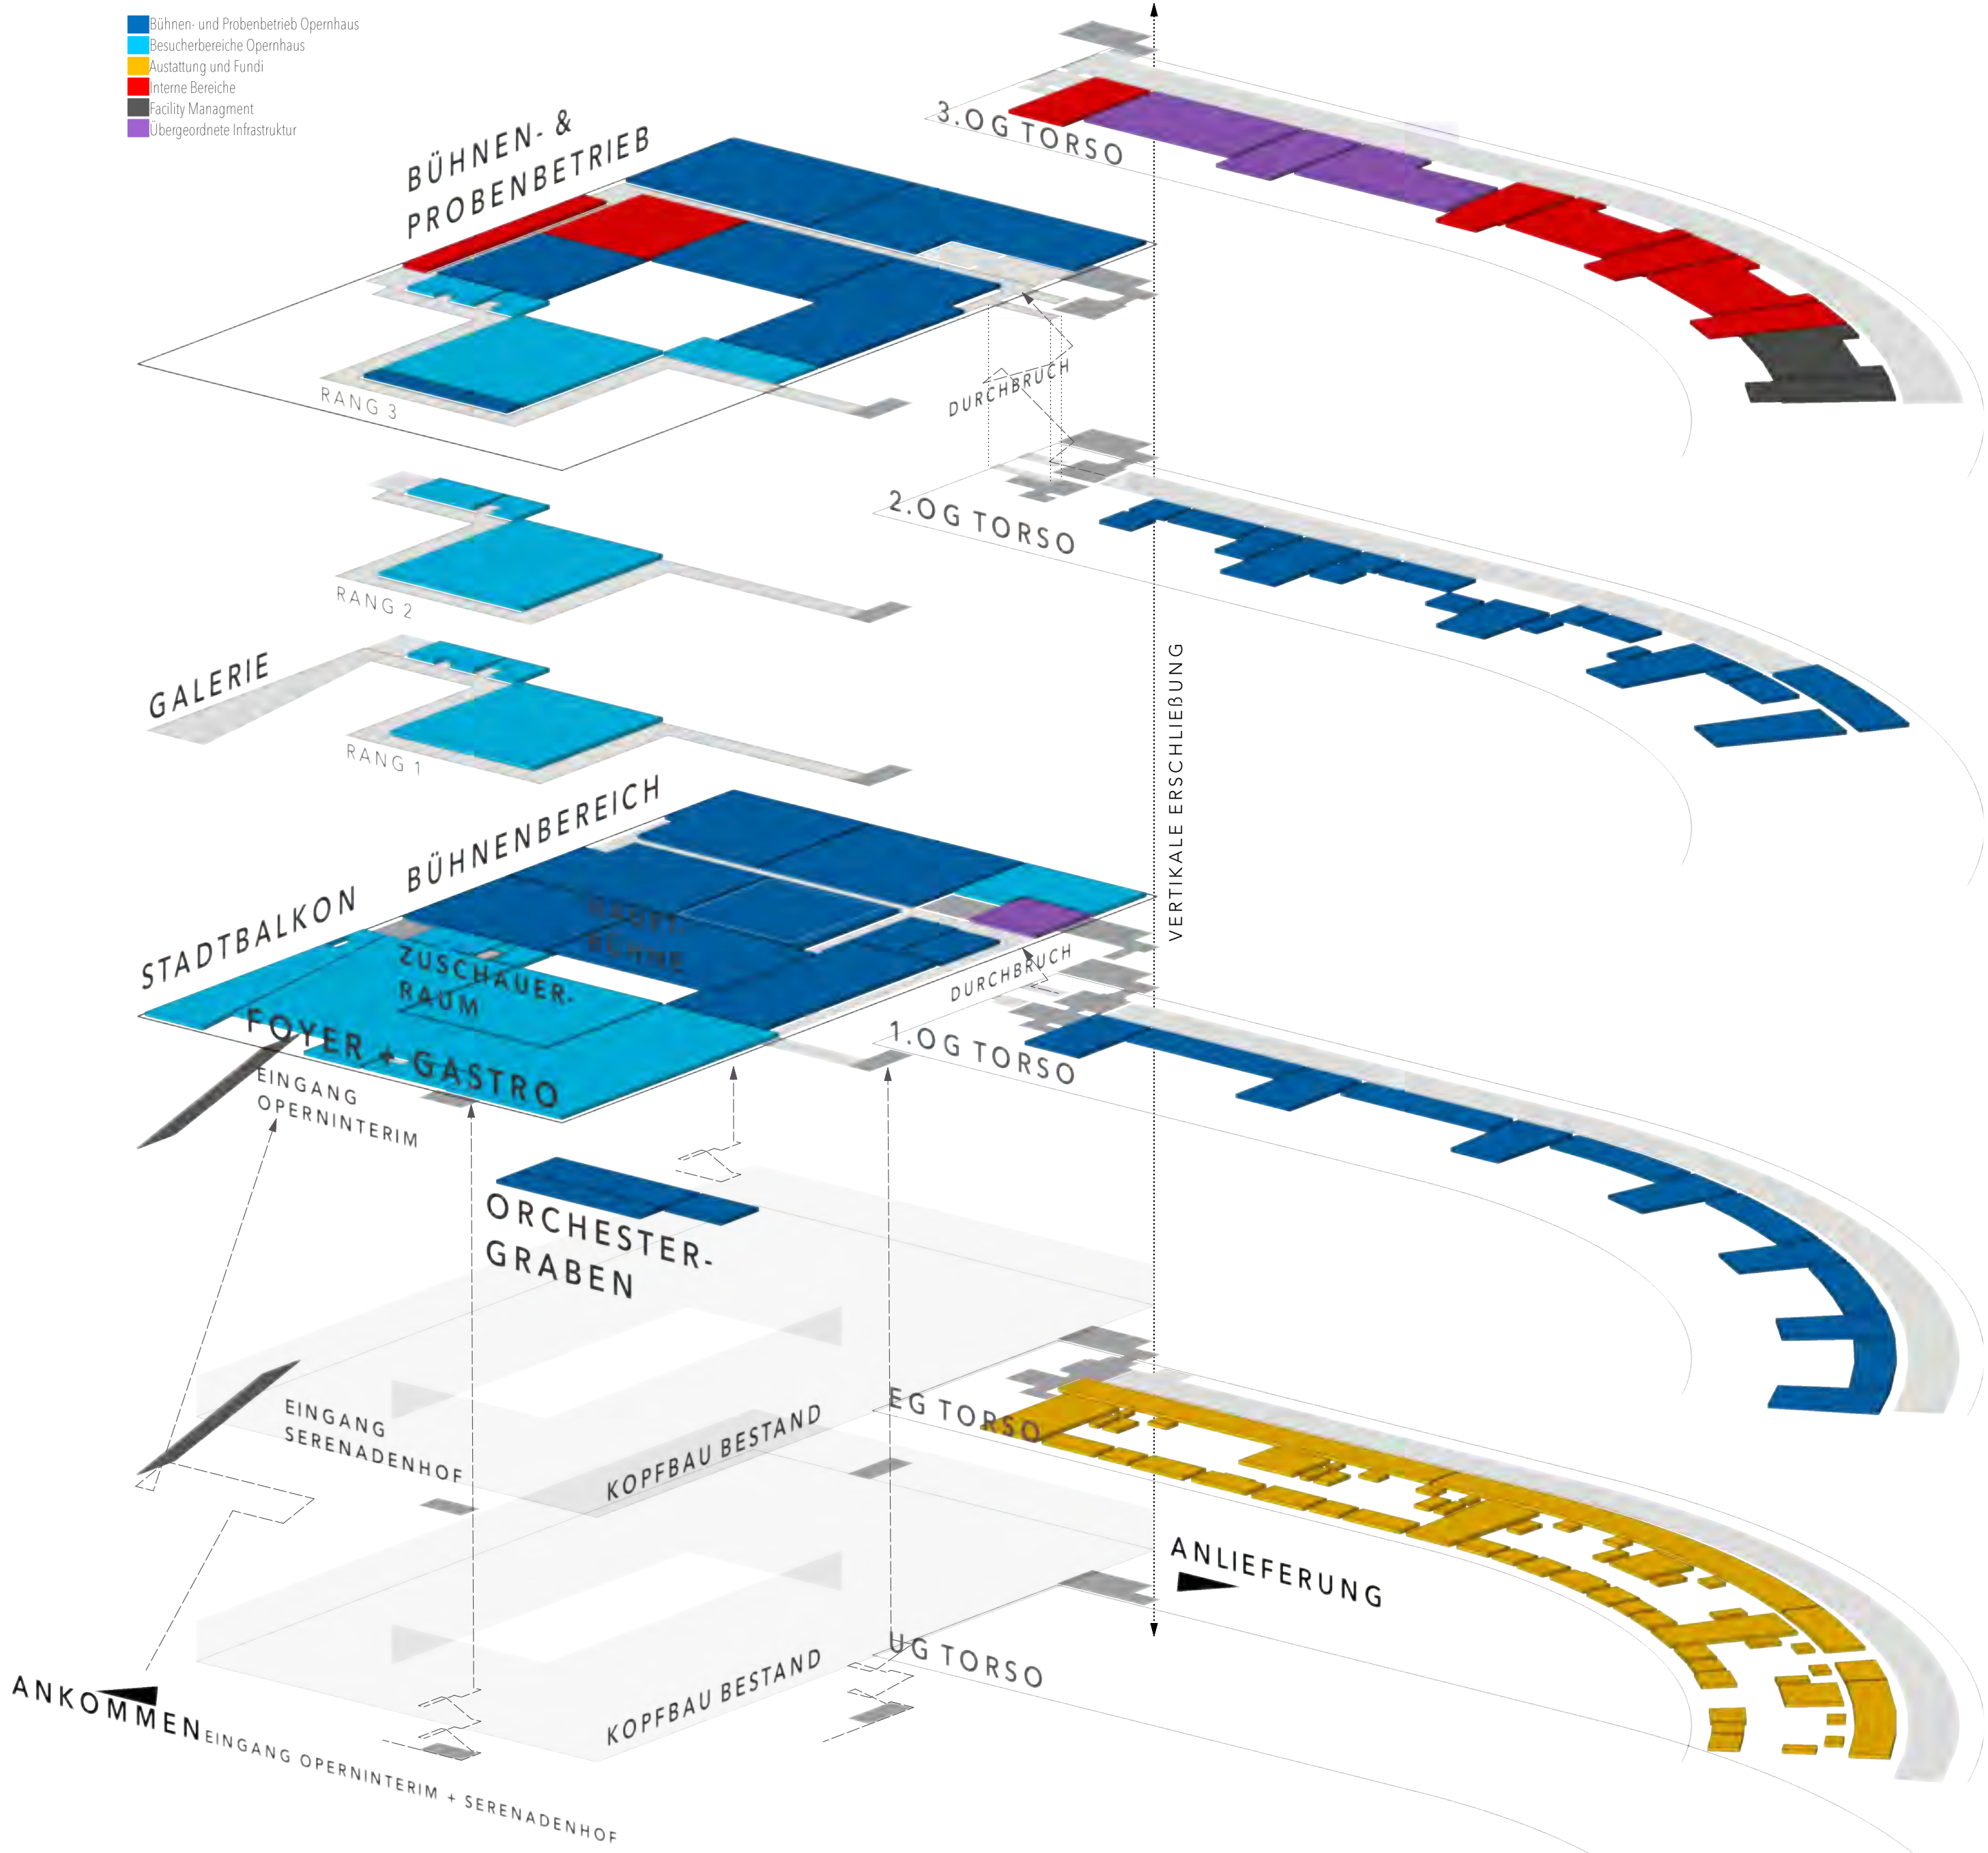 Bühnen- und Probenbetrieb Opernhaus
Besucherbereiche Opernhaus
Austattung und Fundi
Interne Bereiche
Facility Managment
Übergeordnete Infrastruktur
BÜHNEN- &
PROBENBETRIEB
3.OG TORSO
RANG 3
DURCHBRUCH
2.OG TORSO
RANG 2
GALERIE
RANG 1
VERTIKALE ERSCHLIEßUNG
STADTBALKON
BÜHNENBEREICH
HAUPT-
BÜHNE
ZUSCHAUER-
RAUM
FOYER + GASTRO
DURCHBRUCH
1.OG TORSO
EINGANG
OPERNINTERIM
ORCHESTER-
GRABEN
EINGANG
SERENADENHOF
KOPFBAU BESTAND
EG TORSO
ANLIEFERUNG
KOPFBAU BESTAND
UG TORSO
ANKOMMEN
EINGANG OPERNINTERIM + SERENADENHOF